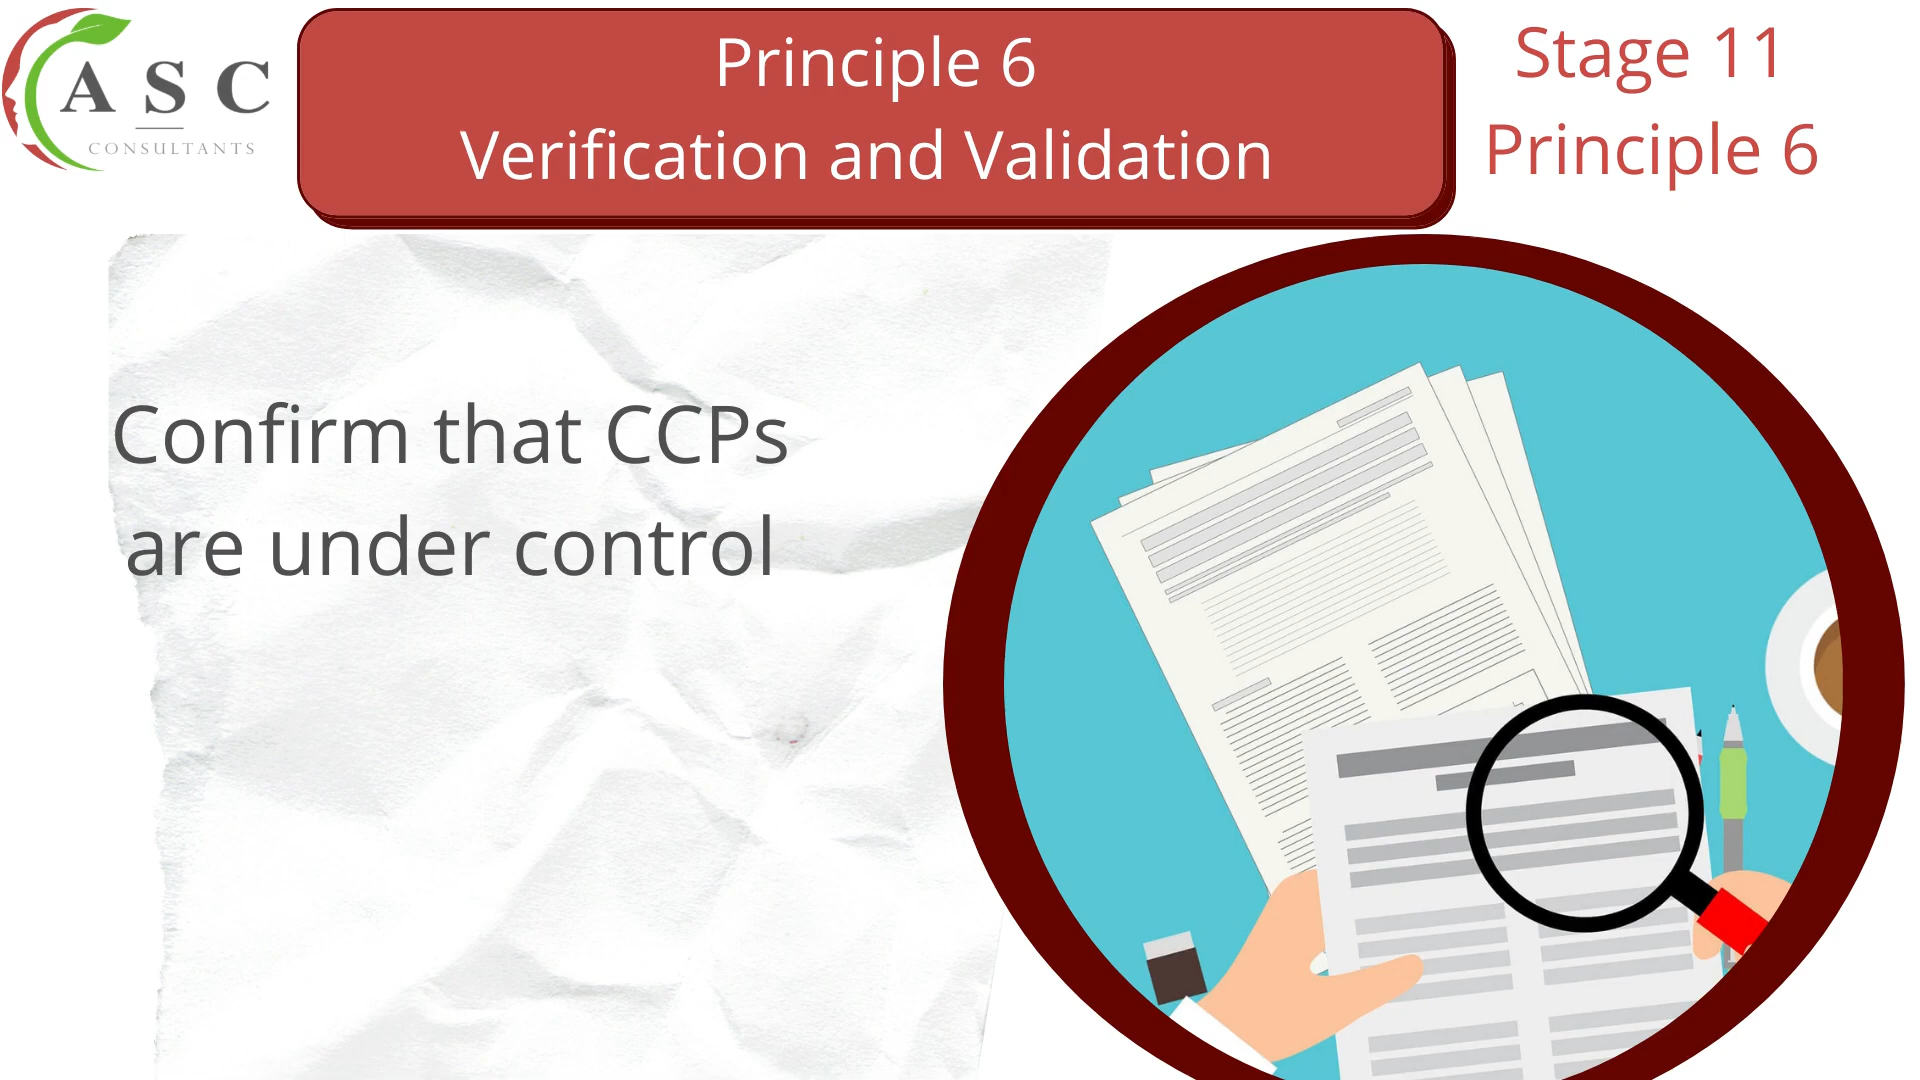 A S C
CONSULTANTS
Principle 6
Verification and Validation
Stage 11
Principle 6
Confirm that CCPs
are under control